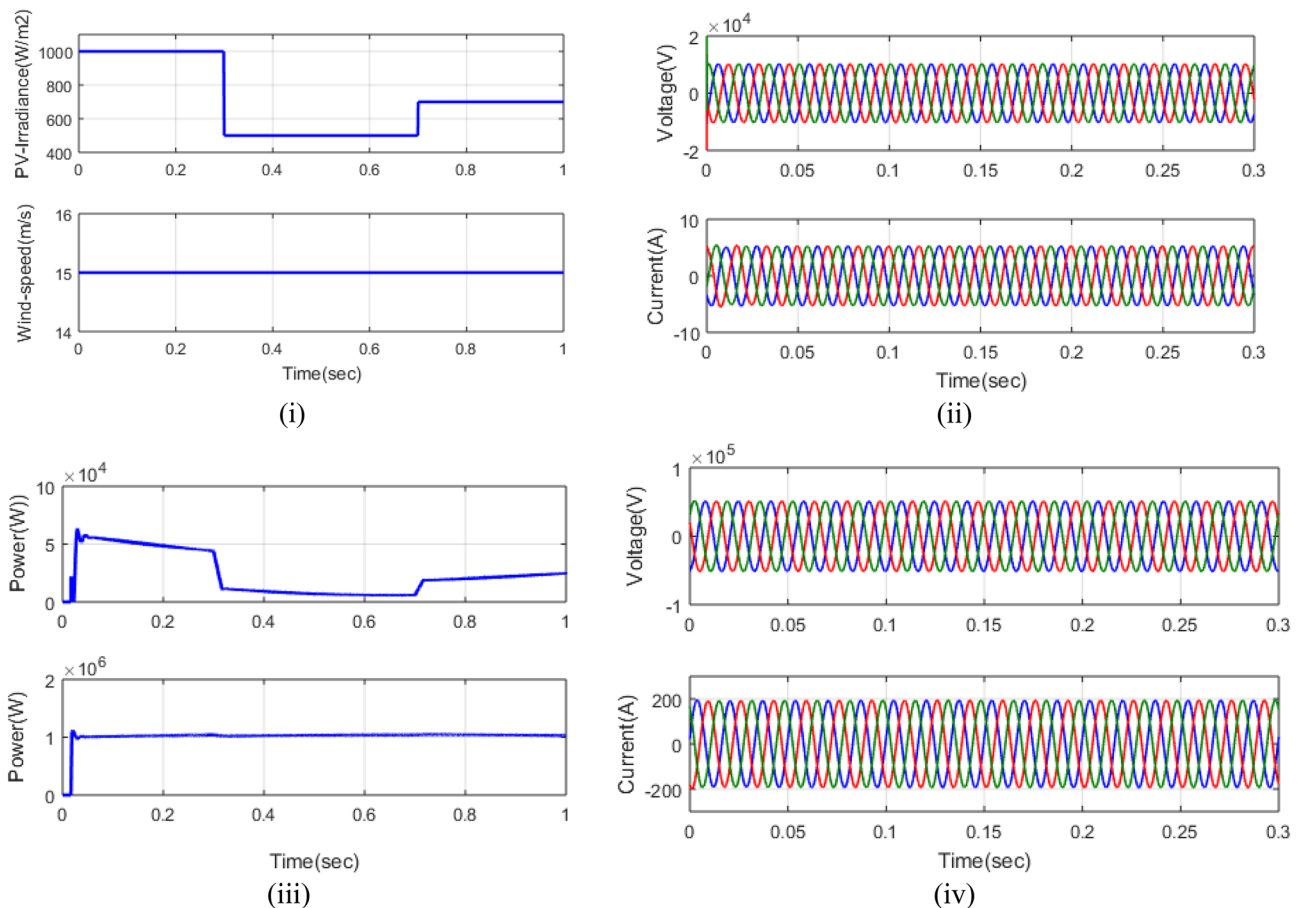 PV-Irradiance(W/m2)
1000
800
600
400
0 0.2 0.4 0.6 0.8 1
Wind-speed(m/s)
16
15
14
0 0.2 0.4 0.6 0.8 1
Time(sec)
(i)
× 10^4
Voltage(V)
2
0
-2
0 0.05 0.1 0.15 0.2 0.25 0.3
Current(A)
10
0
-10
0 0.05 0.1 0.15 0.2 0.25 0.3
Time(sec)
(ii)
× 10^4
Power(W))
10
5
0
0 0.2 0.4 0.6 0.8 1
× 10^6
Power(W)
2
1
0
0 0.2 0.4 0.6 0.8 1
Time(sec)
(iii)
× 10^5
Voltage(V)
1
0
-1
0 0.05 0.1 0.15 0.2 0.25 0.3
Current(A)
200
0
-200
0 0.05 0.1 0.15 0.2 0.25 0.3
Time(sec)
(iv)